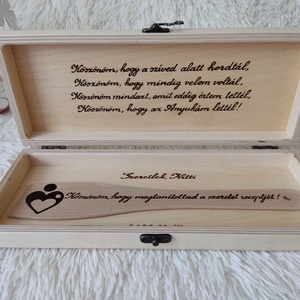 Köszönöm, hogy a szíved alatt hordtál,
Köszönöm, hogy mindig velem voltál,
Köszönöm mindazt, amit eddig értem tettél,
Köszönöm, hogy az Anyukám lettél!
Szeretlek, Kitti
Köszönöm, hogy megtanítottad a szeretet receptjét!